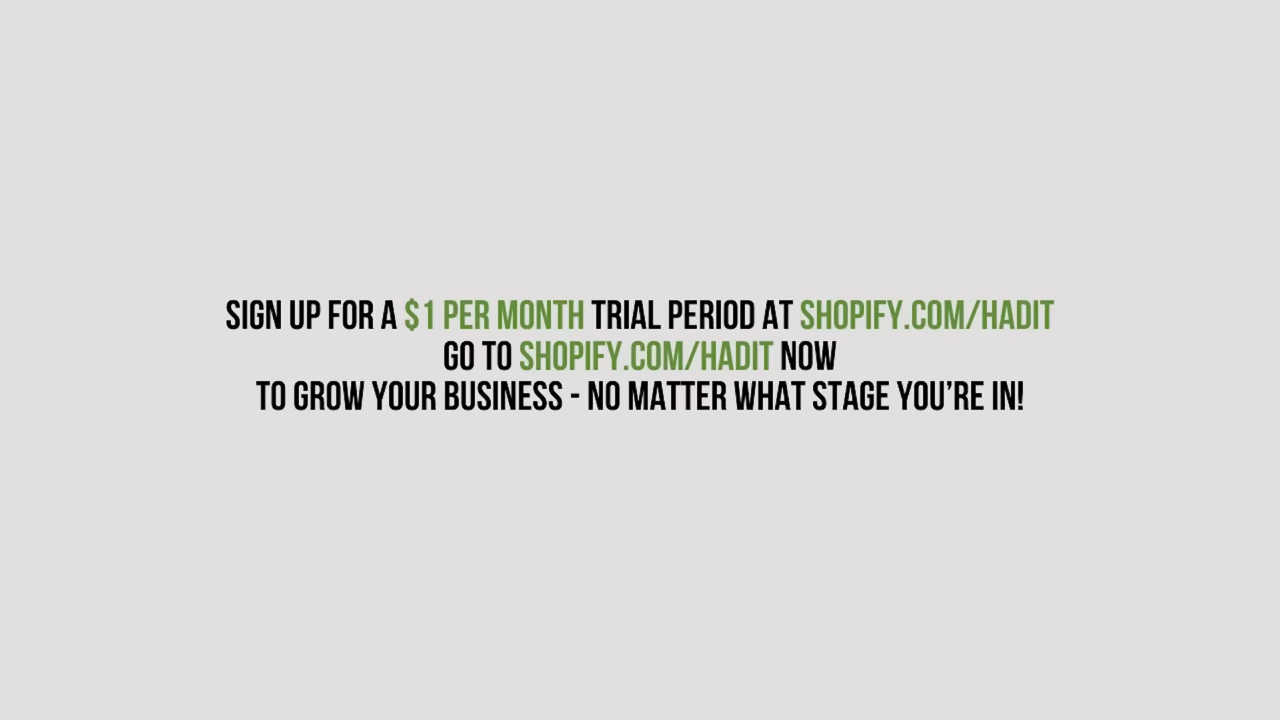 SIGN UP FOR A $1 PER MONTH TRIAL PERIOD AT SHOPIFY.COM/HADIT
GO TO SHOPIFY.COM/HADIT NOW
TO GROW YOUR BUSINESS - NO MATTER WHAT STAGE YOU’RE IN!